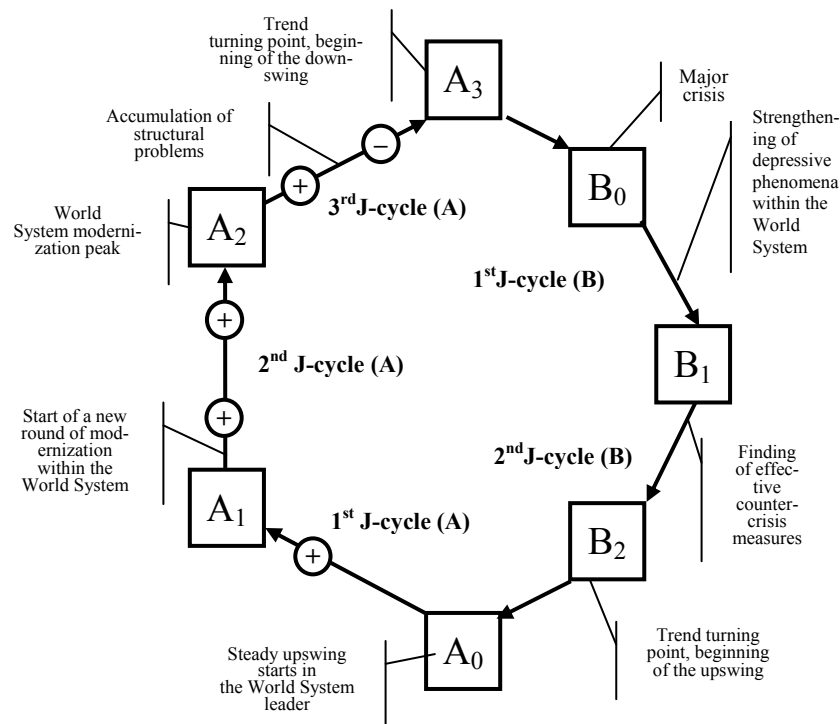 Trend
turning point, begin-
ning of the down-
swing
A3
Major
crisis
Accumulation of
structural
problems
−
+
B0
Strengthen-
ing of
depressive
phenomena
within the
World
System
World
System moderni-
zation peak
A2
3rdJ-cycle (A)
1stJ-cycle (B)
+
2nd J-cycle (A)
B1
+
Start of a new
round of mod-
ernization
within the
World System
A1
2ndJ-cycle (B)
Finding
of effec-
tive
counter-
crisis
measures
1st J-cycle (A)
+
B2
A0
Steady upswing
starts in
the World System
leader
Trend turning
point, beginning
of the upswing